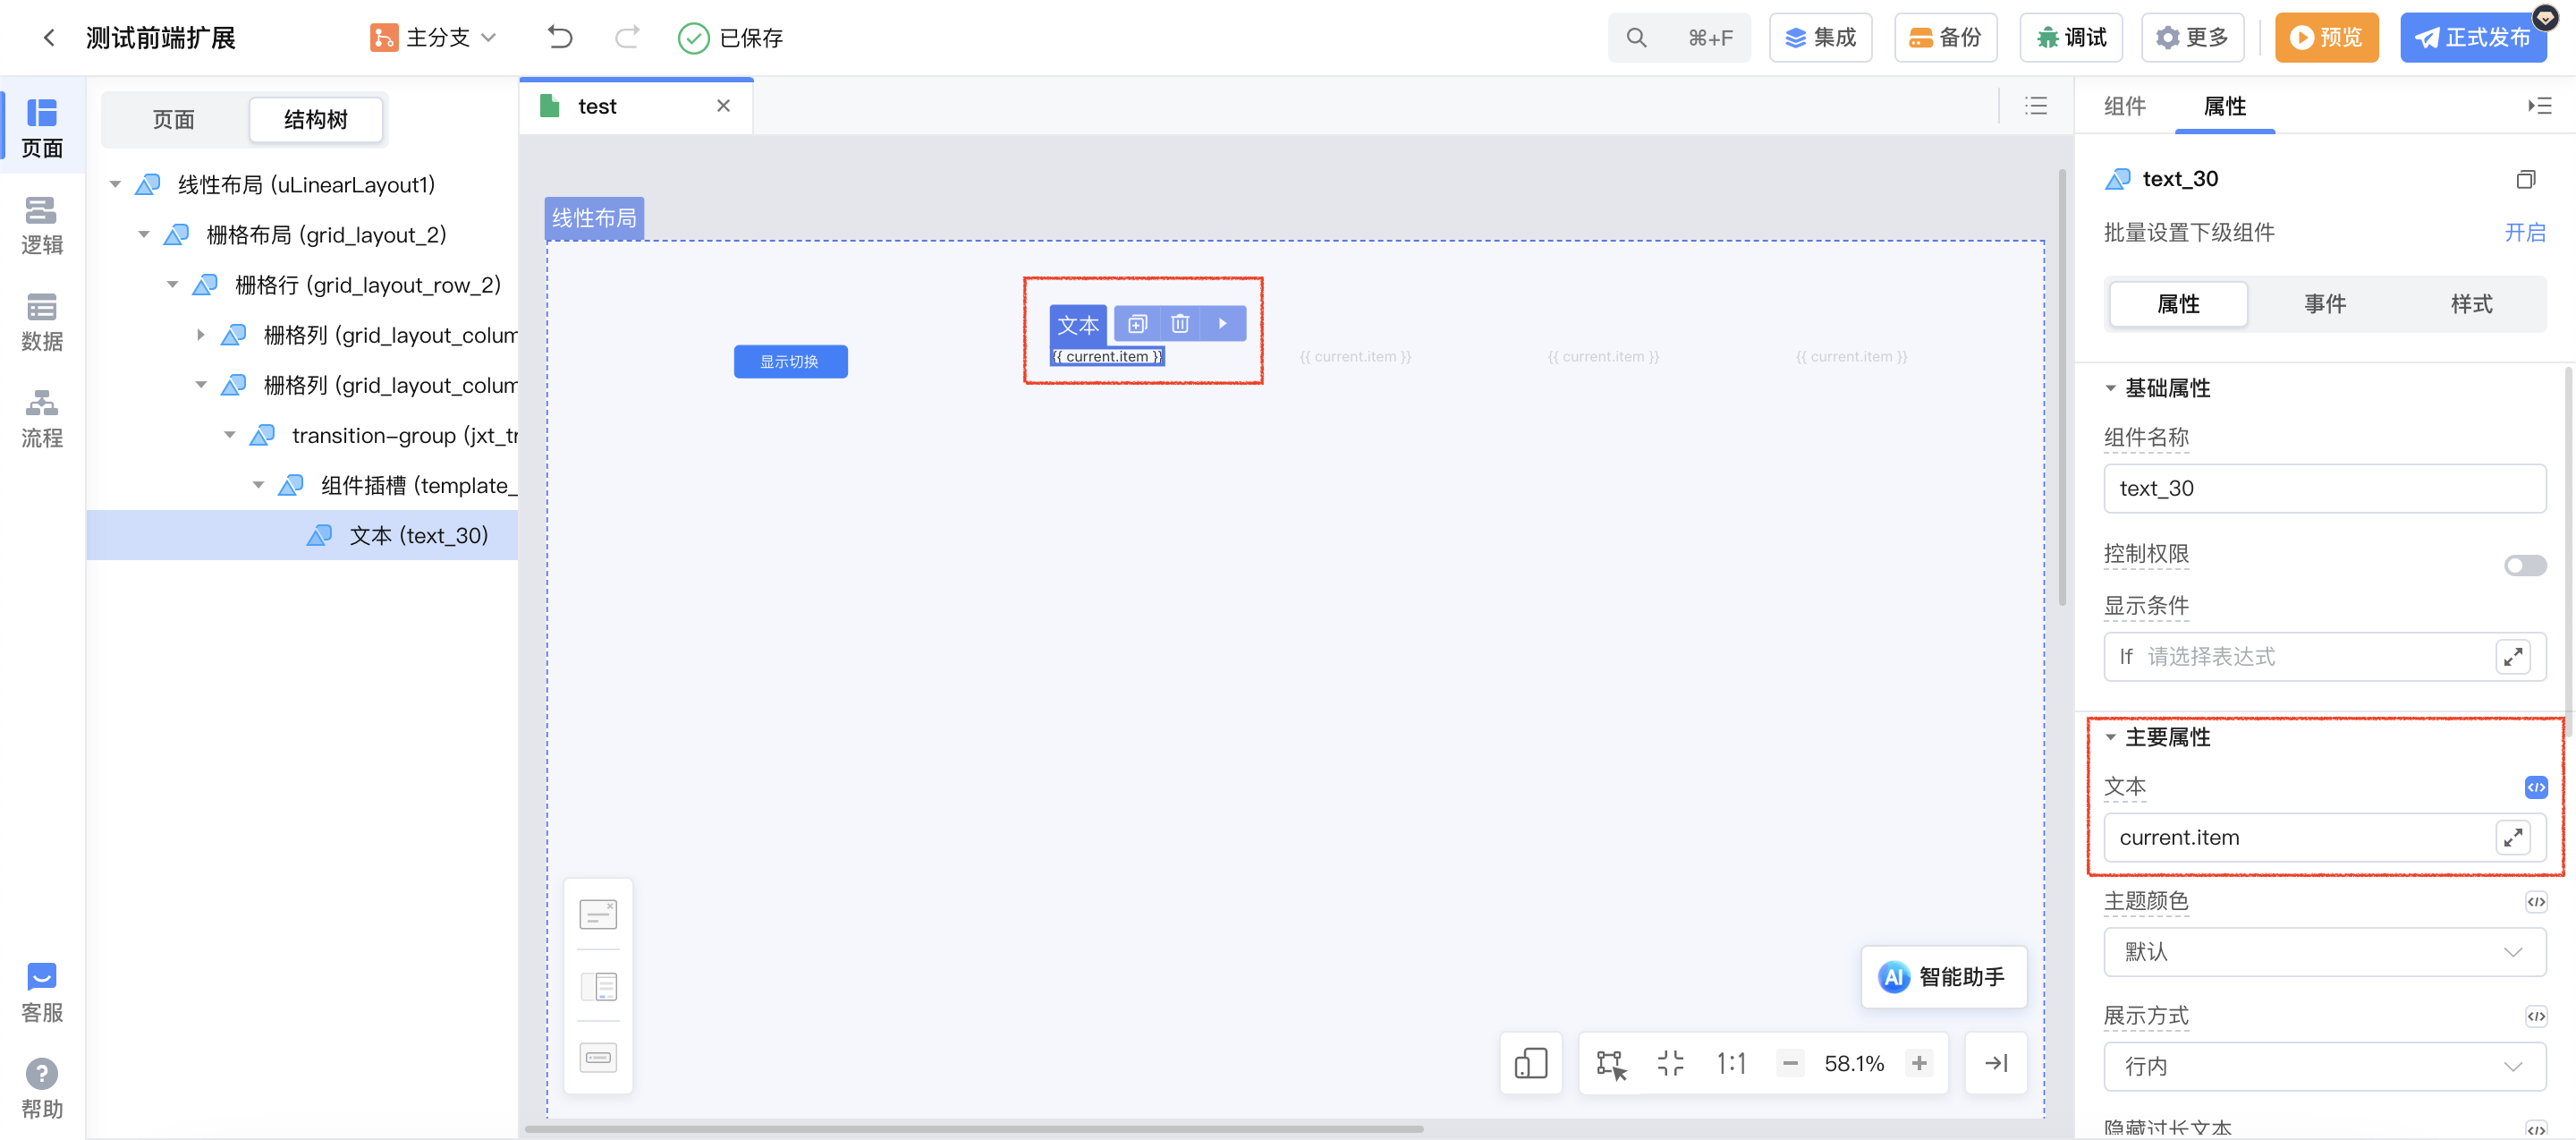 测试前端扩展
主分支
已保存
⌘+F
集成
备份
调试
更多
预览
正式发布
页面
逻辑
数据
流程
客服
帮助
页面
结构树
线性布局 (uLinearLayout1)
栅格布局 (grid_layout_2)
栅格行 (grid_layout_row_2)
栅格列 (grid_layout_colum
栅格列 (grid_layout_colum
transition-group (jxt_tr
组件插槽 (template_
文本 (text_30)
test
线性布局
显示切换
文本
{{ current.item }}
{{ current.item }}
{{ current.item }}
{{ current.item }}
AI 智能助手
1:1
58.1%
组件
属性
text_30
批量设置下级组件
开启
属性
事件
样式
基础属性
组件名称
text_30
控制权限
显示条件
If 请选择表达式
主要属性
文本
current.item
主题颜色
默认
展示方式
行内
隐藏过长文本